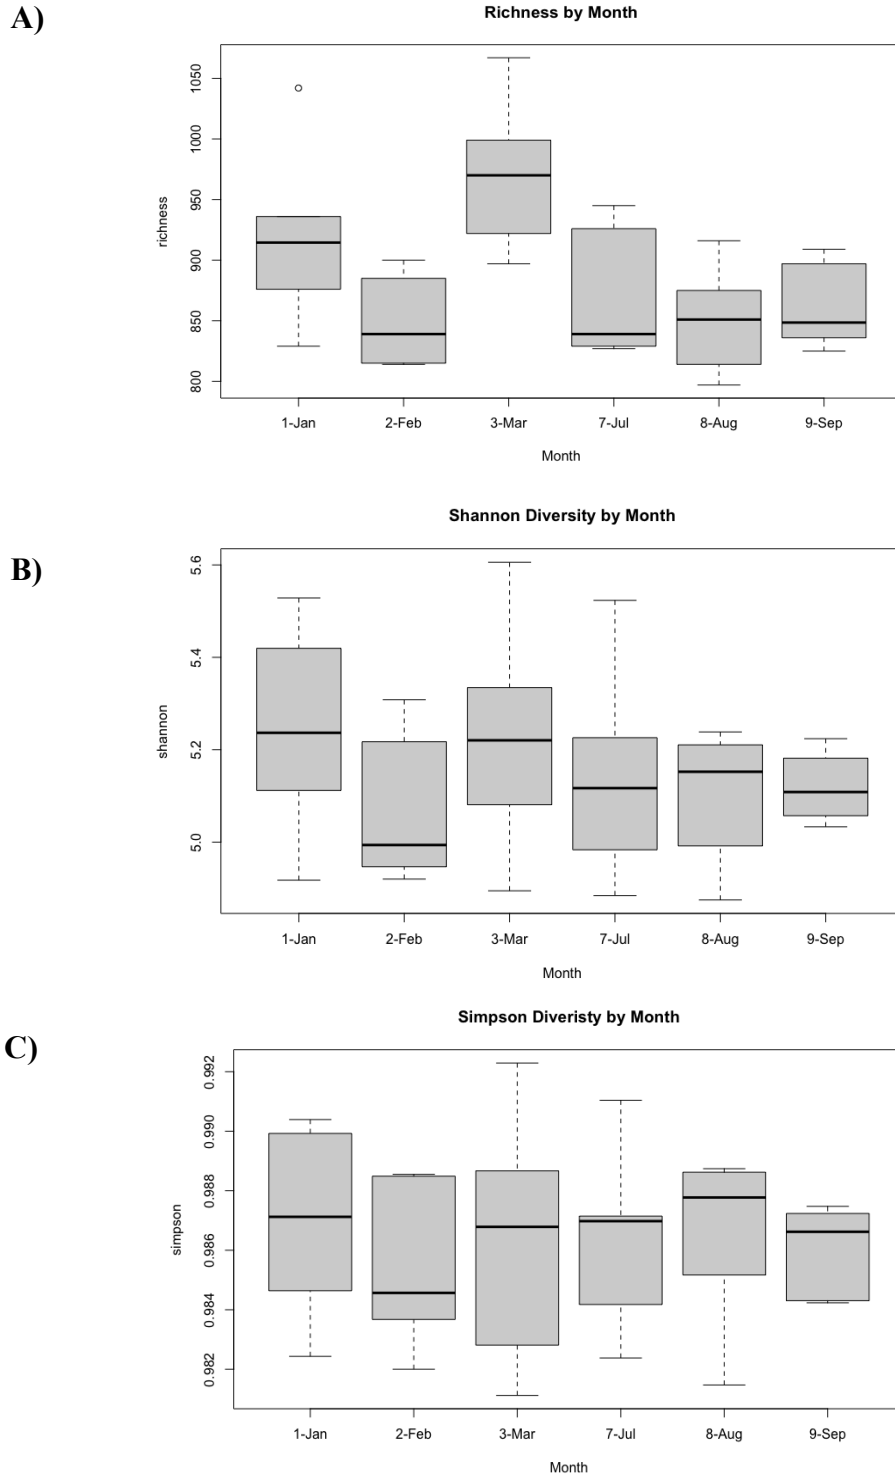 A)
Richness by Month
1050
1000
950
900
850
800
richness
1-Jan 2-Feb 3-Mar 7-Jul 8-Aug 9-Sep
Month
Shannon Diversity by Month
B)
5.6
5.4
5.2
5.0
shannon
1-Jan 2-Feb 3-Mar 7-Jul 8-Aug 9-Sep
Month
Simpson Diveristy by Month
C)
0.992
0.990
0.988
0.986
0.984
0.982
simpson
1-Jan 2-Feb 3-Mar 7-Jul 8-Aug 9-Sep
Month